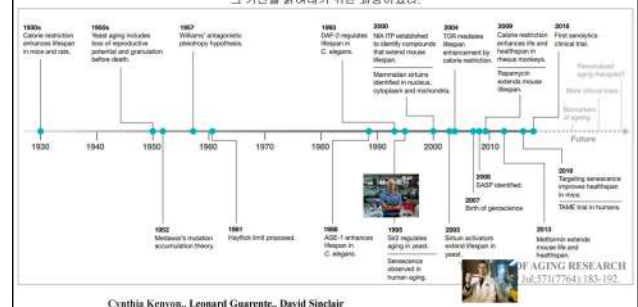 1930s
Calorie restriction
enhances lifespan
in mice and rats.
1950s
Yeast aging includes
loss of reproductive
potential and granulation
before death.
1957
Williams' antagonistic
pleiotropy hypothesis.
1993
DAF-2 regulates
lifespan in
C. elegans.
2000
NIA ITP established
to identify compounds
that extend mouse
lifespan.
Mammalian sirtuins
identified in nucleus,
cytoplasm and mitochondria.
2004
TOR mediates
lifespan
enhancement by
calorie restriction.
2009
Calorie restriction
enhances life and
healthspan in
rhesus monkeys.
Rapamycin
extends mouse
lifespan.
2018
First senolytics
clinical trial.
Personalized
aging therapies?
More clinical trials
Biomarkers
of ageing
1930
1940
1950
1960
1970
1980
1990
2000
2010
Future
1952
Medawar's mutation
accumulation theory.
1961
Hayflick limit proposed.
1988
AGE-1 enhances
lifespan in
C. elegans.
1995
Sir2 regulates
aging in yeast.
Senescence
observed in
human aging.
2003
Sirtuin activators
extend lifespan in
yeast.
2007
Birth of geroscience
2008
SASP identified.
2013
Metformin extends
mouse life and
healthspan.
2016
Targeting senescence
improves healthspan
in mice.
TAME trial in humans.
OF AGING RESEARCH
Jul;571(7764):183-192.
Cynthia Kenyon,, Leonard Guarente,, David Sinclair